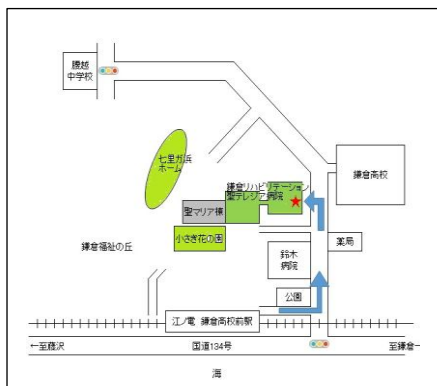 腰越
中学校
七里ガ浜
ホーム
鎌倉リハビリテーション
聖テレジア病院
鎌倉高校
聖マリア棟
小さき花の園
鎌倉福祉の丘
鈴木
病院
薬局
公園
江ノ電 鎌倉高校前駅
←至藤沢
国道134号
至鎌倉
海